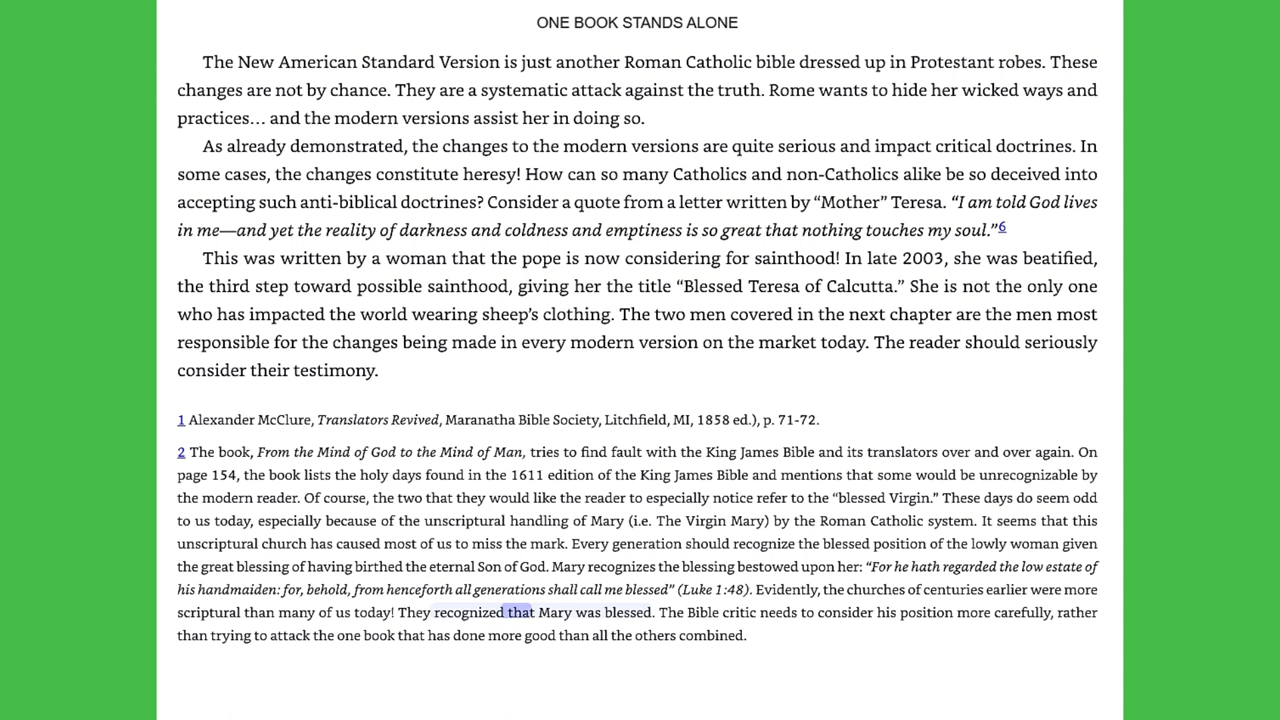 ONE BOOK STANDS ALONE
The New American Standard Version is just another Roman Catholic bible dressed up in Protestant robes. These
changes are not by chance. They are a systematic attack against the truth. Rome wants to hide her wicked ways and
practices… and the modern versions assist her in doing so.
As already demonstrated, the changes to the modern versions are quite serious and impact critical doctrines. In
some cases, the changes constitute heresy! How can so many Catholics and non-Catholics alike be so deceived into
accepting such anti-biblical doctrines? Consider a quote from a letter written by “Mother” Teresa. “I am told God lives
in me—and yet the reality of darkness and coldness and emptiness is so great that nothing touches my soul.”6
This was written by a woman that the pope is now considering for sainthood! In late 2003, she was beatified,
the third step toward possible sainthood, giving her the title “Blessed Teresa of Calcutta.” She is not the only one
who has impacted the world wearing sheep’s clothing. The two men covered in the next chapter are the men most
responsible for the changes being made in every modern version on the market today. The reader should seriously
consider their testimony.
1 Alexander McClure, Translators Revived, Maranatha Bible Society, Litchfield, MI, 1858 ed.), p. 71-72.
2 The book, From the Mind of God to the Mind of Man, tries to find fault with the King James Bible and its translators over and over again. On
page 154, the book lists the holy days found in the 1611 edition of the King James Bible and mentions that some would be unrecognizable by
the modern reader. Of course, the two that they would like the reader to especially notice refer to the “blessed Virgin.” These days do seem odd
to us today, especially because of the unscriptural handling of Mary (i.e. The Virgin Mary) by the Roman Catholic system. It seems that this
unscriptural church has caused most of us to miss the mark. Every generation should recognize the blessed position of the lowly woman given
the great blessing of having birthed the eternal Son of God. Mary recognizes the blessing bestowed upon her: “For he hath regarded the low estate of
his handmaiden: for, behold, from henceforth all generations shall call me blessed” (Luke 1:48). Evidently, the churches of centuries earlier were more
scriptural than many of us today! They recognized that Mary was blessed. The Bible critic needs to consider his position more carefully, rather
than trying to attack the one book that has done more good than all the others combined.